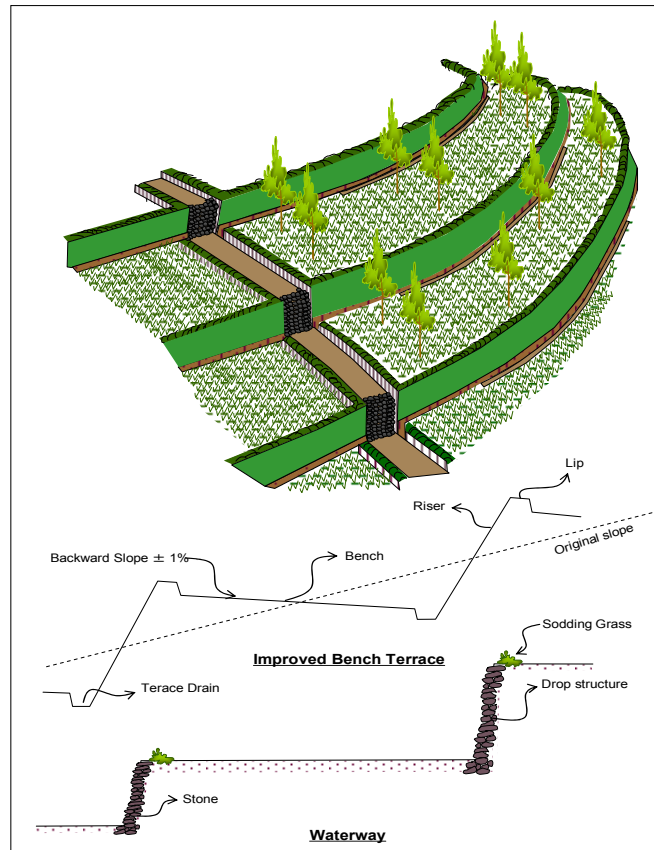 Lip
Riser
Original slope
Backward Slope ± 1%
Bench
Sodding Grass
Improved Bench Terrace
Drop structure
Terace Drain
Stone
Waterway